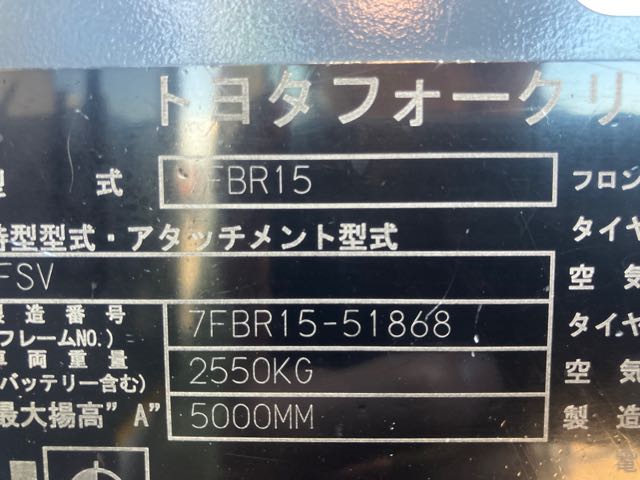 トヨタフォークリ
型 式 7FBR15 フロン
特型型式・アタッチメント型式 タイヤ
FSV 空気
製造番号 7FBR15-51868 タイヤ
(フレームNO.)
車両重量 2550KG 空気
(バッテリー含む)
最大揚高"A" 5000MM 製造